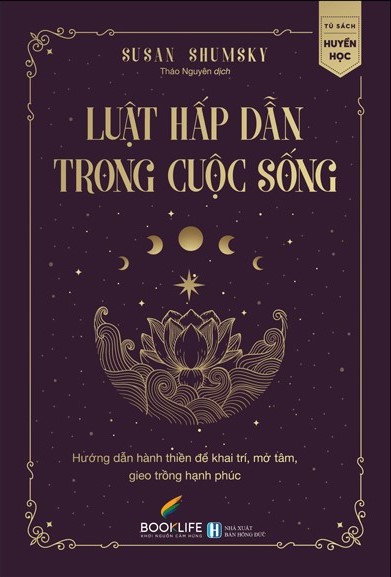 SUSAN SHUMSKY
Thảo Nguyên dịch
TỦ SÁCH
HUYỀN
HỌC
LUẬT HẤP DẪN
TRONG CUỘC SỐNG
Hướng dẫn hành thiền để khai trí, mở tâm,
gieo trồng hạnh phúc
BOOKLIFE
KHƠI NGUỒN CẢM HỨNG
H
NHÀ XUẤT
BẢN HỒNG ĐỨC